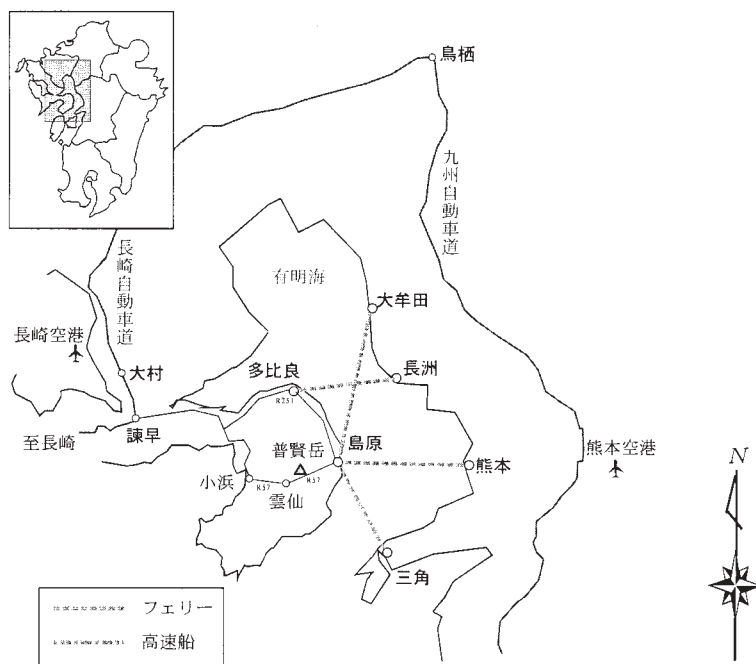 鳥栖
九州自動車道
長崎自動車道
有明海
大牟田
長崎空港
大村
多比良
長洲
R251
至長崎
諫早
普賢岳
島原
熊本
熊本空港
小浜
R57
雲仙
R57
三角
N
フェリー
高速船